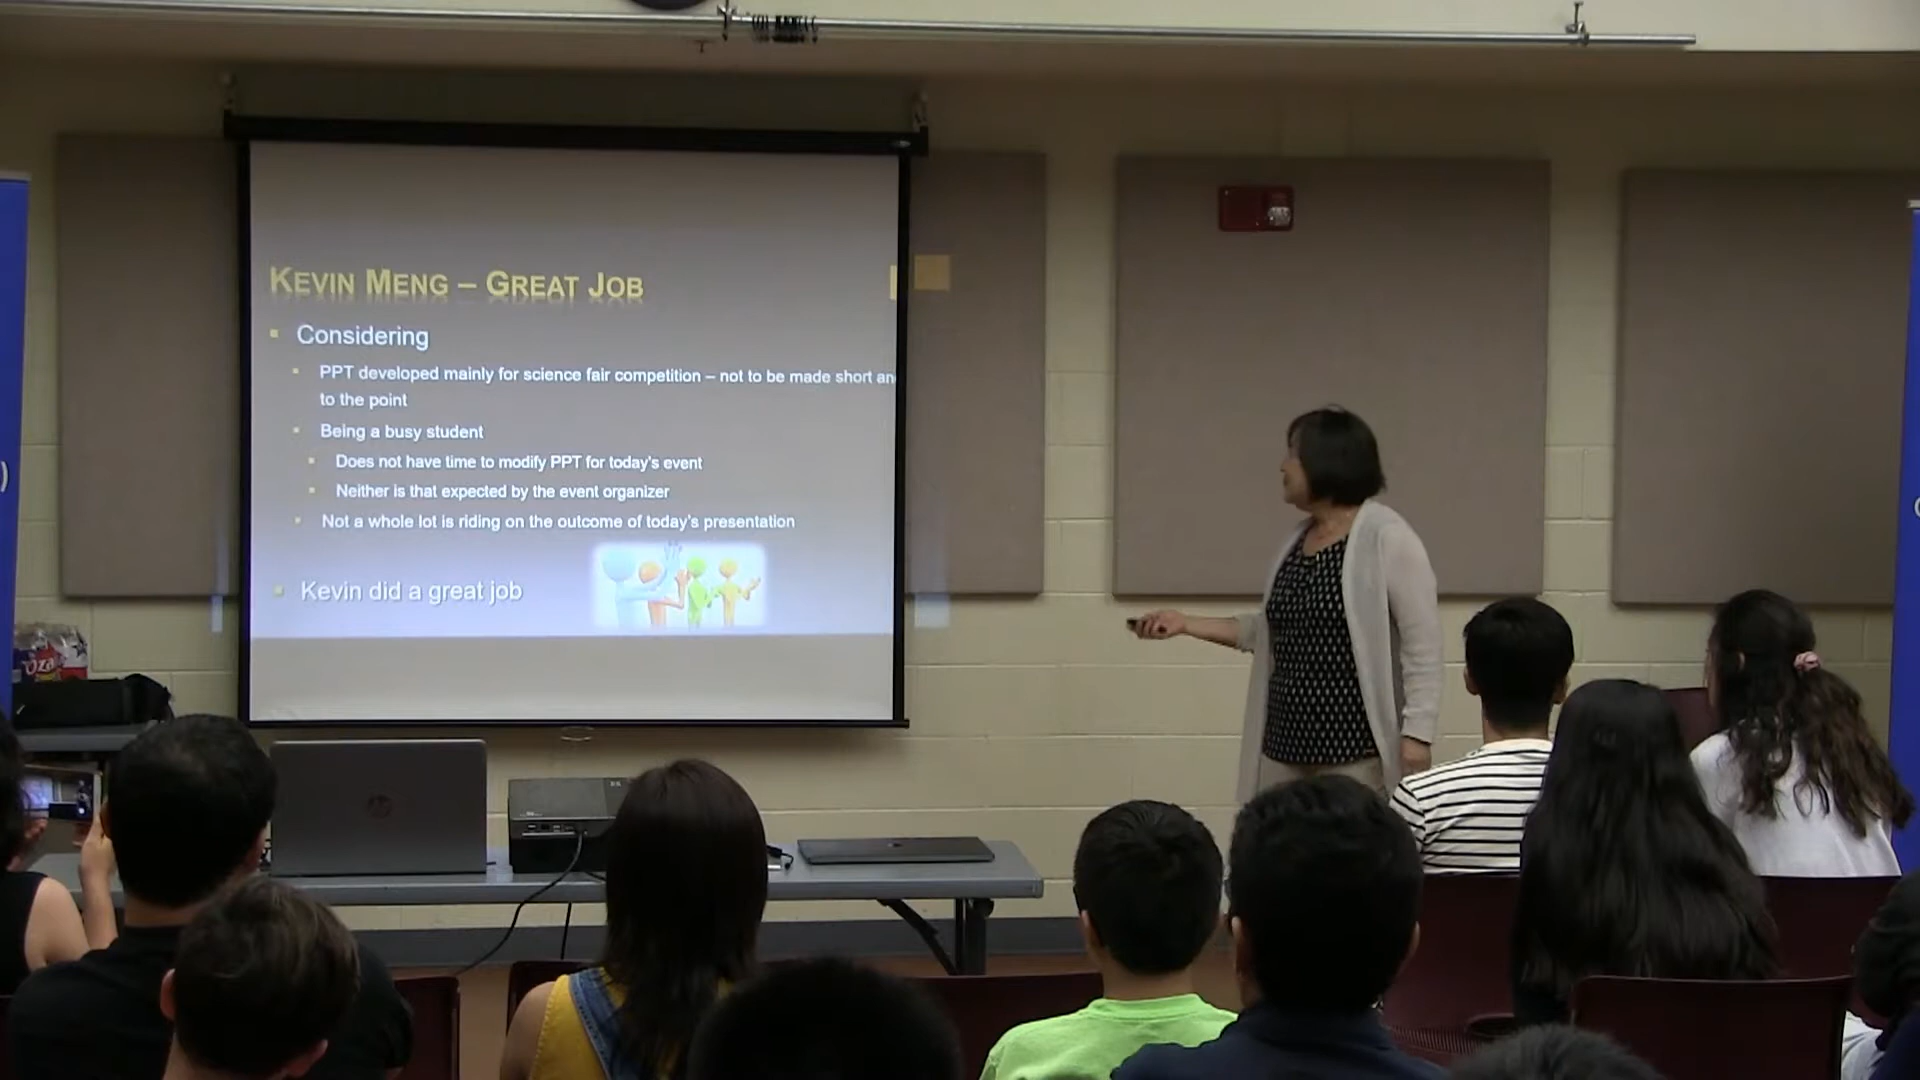 KEVIN MENG – GREAT JOB
Considering
PPT developed mainly for science fair competition – not to be made short an
to the point
Being a busy student
Does not have time to modify PPT for today's event
Neither is that expected by the event organizer
Not a whole lot is riding on the outcome of today's presentation
Kevin did a great job
)